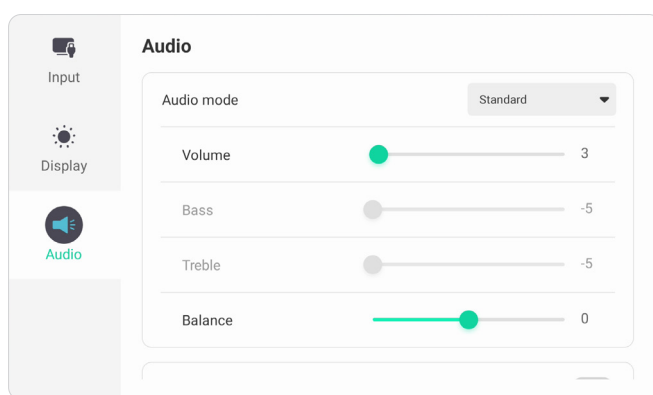 Audio
Input
Audio mode
Standard
Volume
3
Display
Bass
-5
Audio
Treble
-5
Balance
0